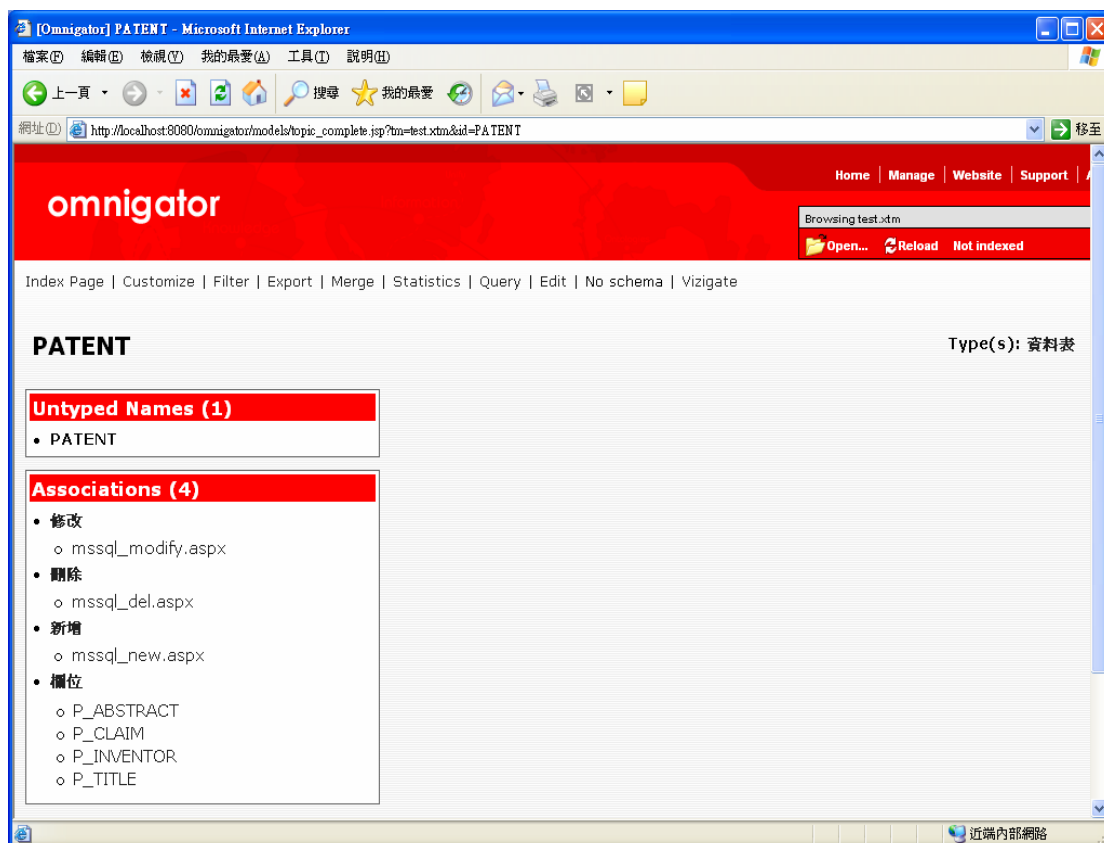 [Omnigator] PATENT - Microsoft Internet Explorer
檔案(F) 編輯(E) 檢視(V) 我的最愛(A) 工具(T) 說明(H)
上一頁 搜尋 我的最愛
網址(D) http://localhost:8080/omnigator/models/topic_complete.jsp?tm=test.xtm&id=PATENT 移至
Home | Manage | Website | Support |
omnigator
Browsing test.xtm
Open... Reload Not indexed
Index Page | Customize | Filter | Export | Merge | Statistics | Query | Edit | No schema | Vizigate
PATENT Type(s): 資料表
Untyped Names (1)
• PATENT
Associations (4)
• 修改
o mssql_modify.aspx
• 刪除
o mssql_del.aspx
• 新增
o mssql_new.aspx
• 欄位
o P_ABSTRACT
o P_CLAIM
o P_INVENTOR
o P_TITLE
近端內部網路